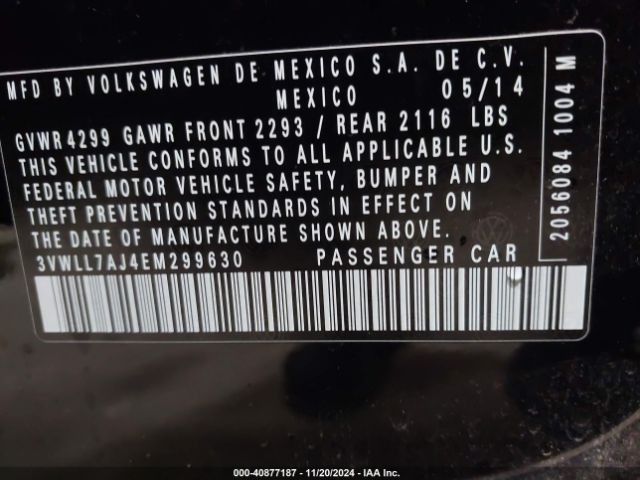 MFD BY VOLKSWAGEN DE MEXICO S.A. DE C.V.
MEXICO 05/14
GVWR 4299 GAWR FRONT 2293 / REAR 2116 LBS
THIS VEHICLE CONFORMS TO ALL APPLICABLE U.S.
FEDERAL MOTOR VEHICLE SAFETY, BUMPER AND
THEFT PREVENTION STANDARDS IN EFFECT ON
THE DATE OF MANUFACTURE SHOWN ABOVE.
3VWLL7AJ4EM299630 PASSENGER CAR
2056084 1004 M
000-40877187 - 11/20/2024 - IAA Inc.